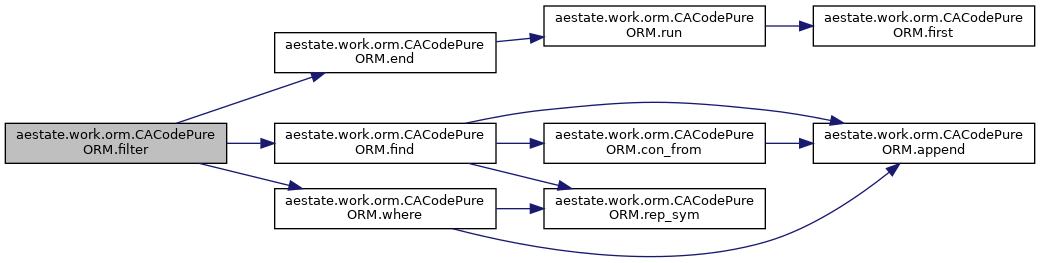 aestate.work.orm.CACodePure
ORM.filter
aestate.work.orm.CACodePure
ORM.end
aestate.work.orm.CACodePure
ORM.run
aestate.work.orm.CACodePure
ORM.first
aestate.work.orm.CACodePure
ORM.find
aestate.work.orm.CACodePure
ORM.con_from
aestate.work.orm.CACodePure
ORM.append
aestate.work.orm.CACodePure
ORM.where
aestate.work.orm.CACodePure
ORM.rep_sym